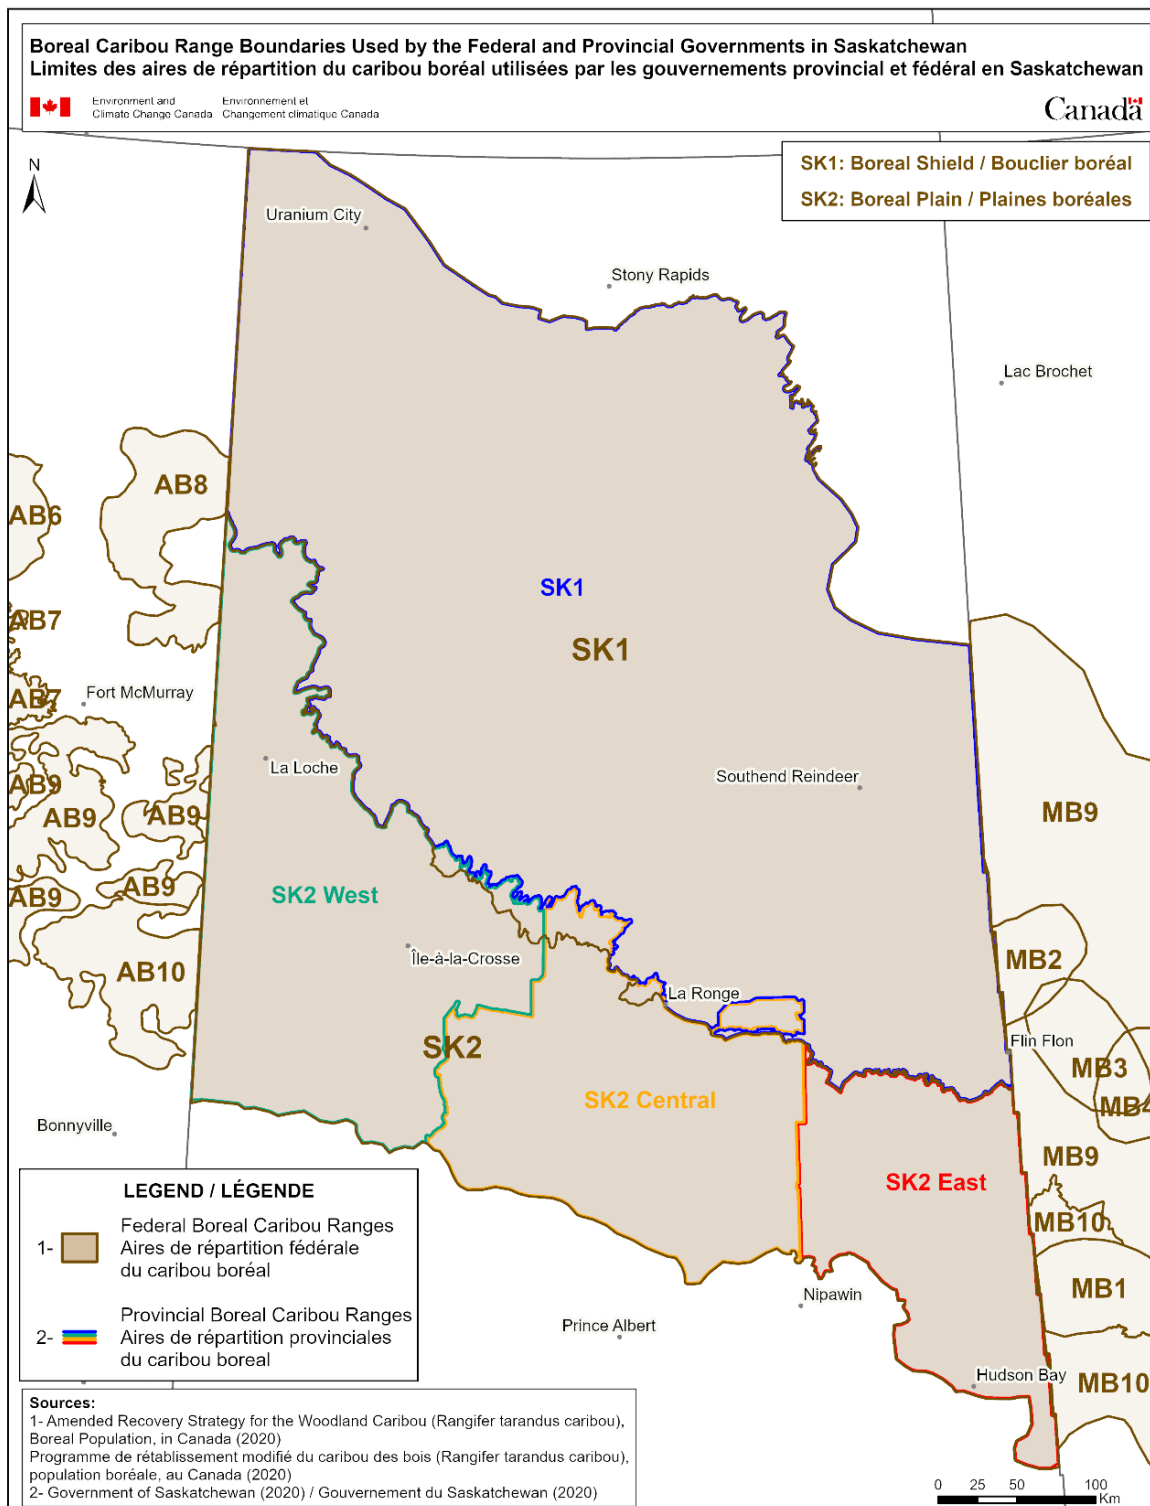 Boreal Caribou Range Boundaries Used by the Federal and Provincial Governments in Saskatchewan
Limites des aires de répartition du caribou boréal utilisées par les gouvernements provincial et fédéral en Saskatchewan
Environment and Climate Change Canada
Environnement et Changement climatique Canada
Canada
N
SK1: Boreal Shield / Bouclier boréal
SK2: Boreal Plain / Plaines boréales
Uranium City
Stony Rapids
Lac Brochet
AB8
AB6
SK1
AB7
SK1
AB7
Fort McMurray
La Loche
Southend Reindeer
AB9
AB9
AB9
MB9
AB9
AB9
SK2 West
Île-à-la-Crosse
MB2
AB10
La Ronge
Flin Flon
SK2
MB3
SK2 Central
MB4
Bonnyville
MB9
SK2 East
MB10
MB1
Nipawin
Prince Albert
Hudson Bay
MB10
LEGEND / LÉGENDE
1- Federal Boreal Caribou Ranges
Aires de répartition fédérale
du caribou boréal
2- Provincial Boreal Caribou Ranges
Aires de répartition provinciales
du caribou boreal
Sources:
1- Amended Recovery Strategy for the Woodland Caribou (Rangifer tarandus caribou),
Boreal Population, in Canada (2020)
Programme de rétablissement modifié du caribou des bois (Rangifer tarandus caribou),
population boréale, au Canada (2020)
2- Government of Saskatchewan (2020) / Gouvernement du Saskatchewan (2020)
0 25 50 100
Km